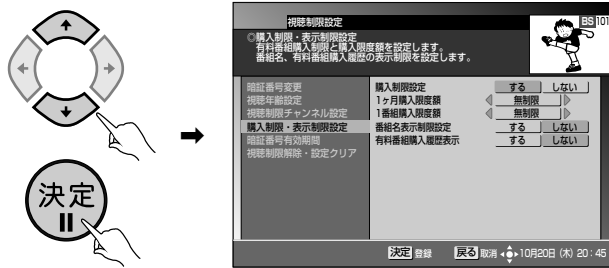 決定
視聴制限設定
BS 101
◎購入制限・表示制限設定
有料番組購入制限と購入限度額を設定します。
番組名、有料番組購入履歴の表示制限を設定します。
暗証番号変更
視聴年齢設定
視聴制限チャンネル設定
購入制限・表示制限設定
暗証番号有効期間
視聴制限解除・設定クリア
購入制限設定 する しない
1ヶ月購入限度額 無制限
1番組購入限度額 無制限
番組名表示制限設定 する しない
有料番組購入履歴表示 する しない
決定 登録 戻る 取消 10月20日 (木) 20:45